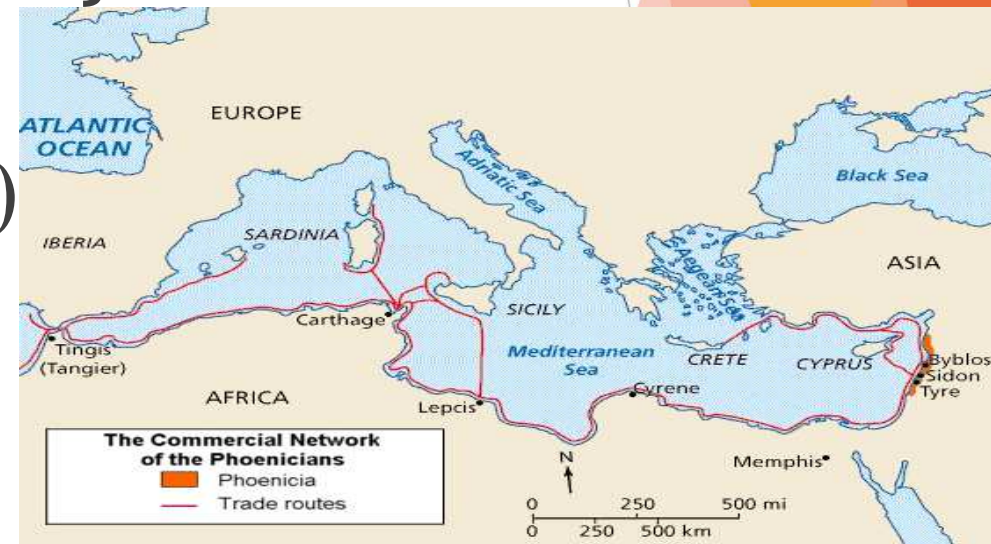 )
EUROPE
ATLANTIC
OCEAN
Adriatic Sea
Black Sea
IBERIA
SARDINIA
ASIA
Aegean Sea
SICILY
Carthage
Tingis
(Tangier)
Mediterranean
Sea
CRETE
CYPRUS
Byblos
Sidon
Tyre
AFRICA
Lepcis
Cyrene
Memphis
The Commercial Network
of the Phoenicians
Phoenicia
Trade routes
N
0 250 500 mi
0 250 500 km